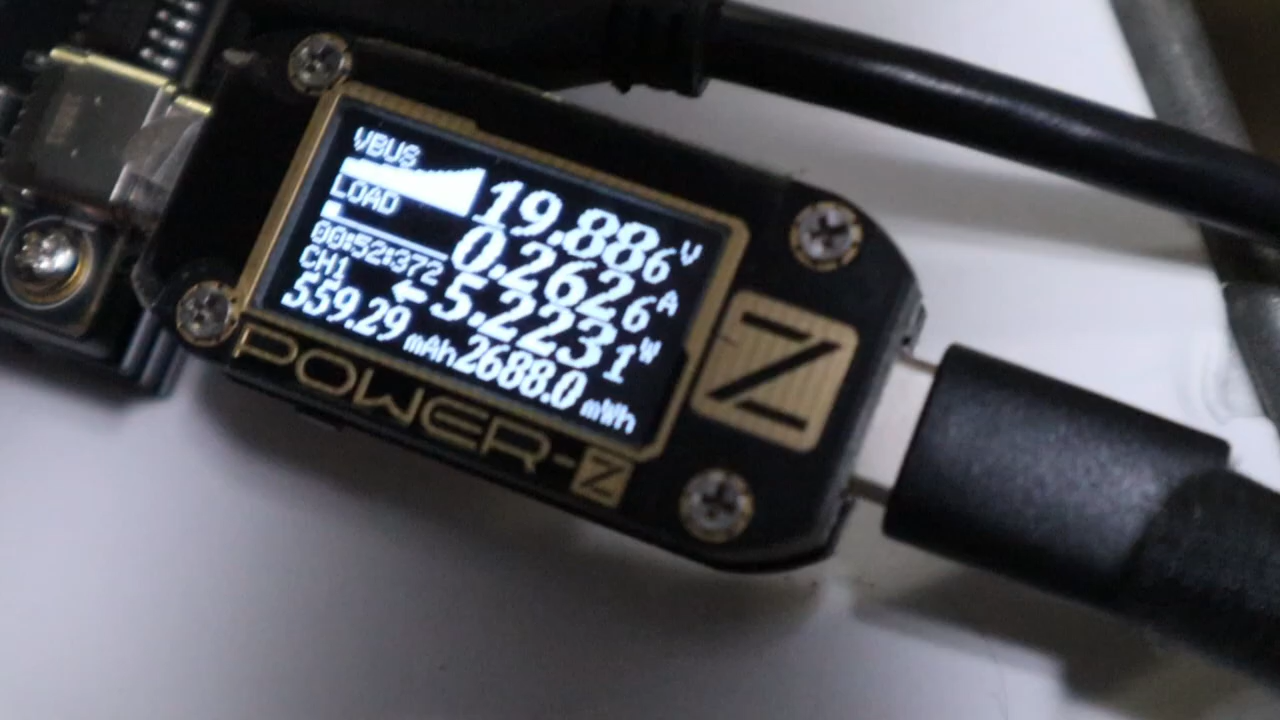 VBUS
19.886 V
LOAD
0.2626 A
00:52:372
5.2231 W
CH1
559.29 mAh 2688.0 mWh
POWER-Z
Z